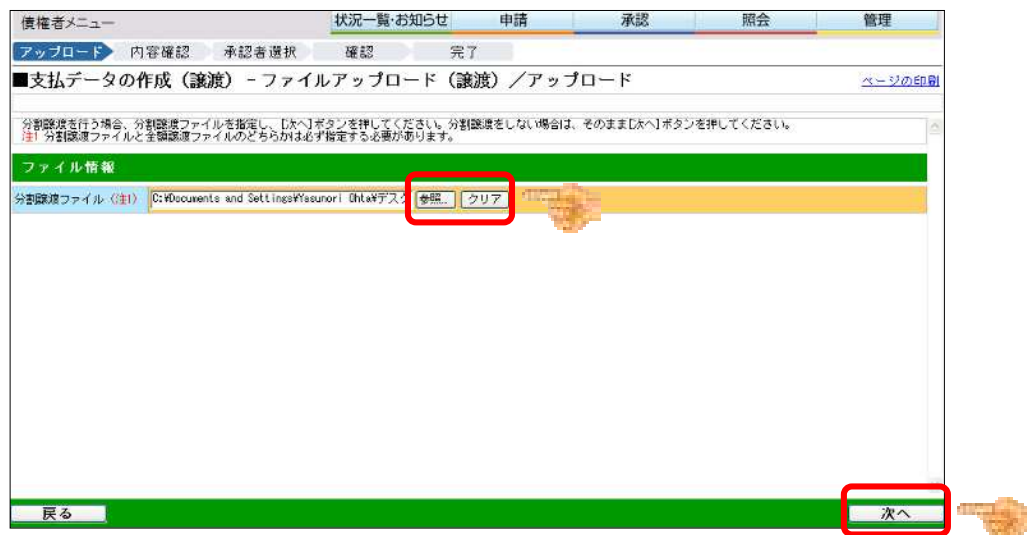 債権者メニュー 状況一覧・お知らせ 申請 承認 照会 管理
アップロード 内容確認 承認者選択 確認 完了
■支払データの作成（譲渡）－ファイルアップロード（譲渡）／アップロード ページの印刷
分割譲渡を行う場合、分割譲渡ファイルを指定し、[次へ]ボタンを押してください。分割譲渡をしない場合は、そのまま[次へ]ボタンを押してください。
注1 分割譲渡ファイルと全額譲渡ファイルのどちらかは必ず指定する必要があります。
ファイル情報
分割譲渡ファイル（注1） C:¥Documents and Settings¥Yasunori Ohta¥デスク 参照... クリア
戻る 次へ